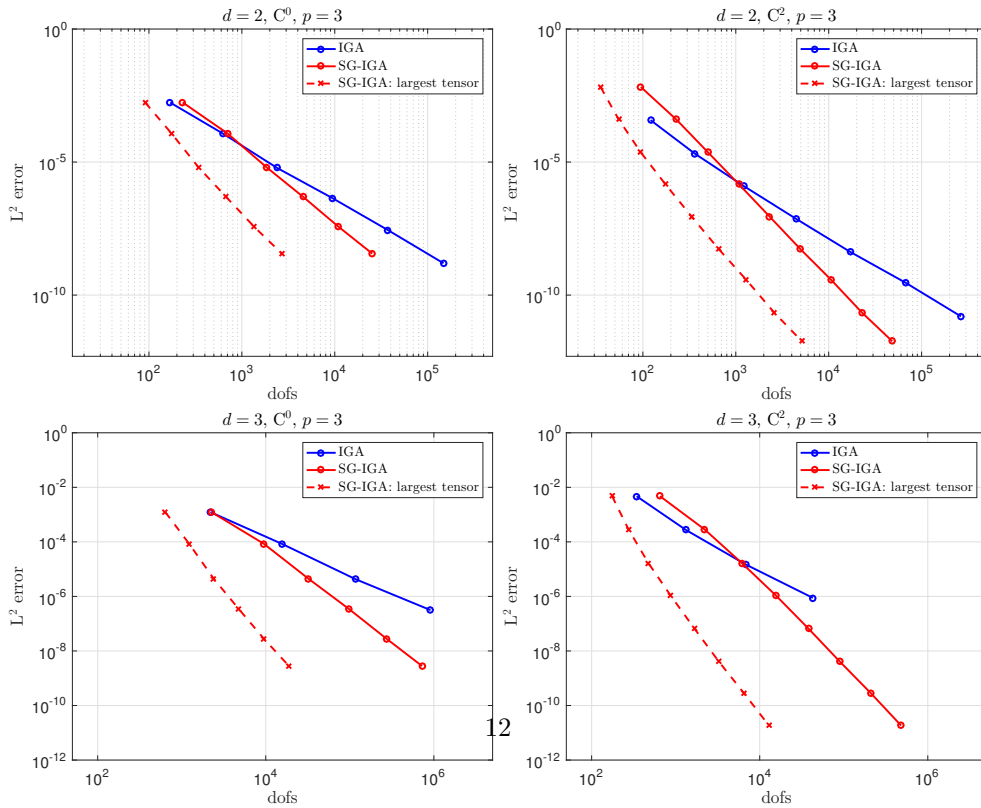 d = 2, C⁰, p = 3
10⁰
10⁻⁵
10⁻¹⁰
L² error
IGA
SG-IGA
SG-IGA: largest tensor
10² 10³ 10⁴ 10⁵
dofs
d = 2, C², p = 3
10⁰
10⁻⁵
10⁻¹⁰
L² error
IGA
SG-IGA
SG-IGA: largest tensor
10² 10³ 10⁴ 10⁵
dofs
d = 3, C⁰, p = 3
10⁰
10⁻²
10⁻⁴
10⁻⁶
10⁻⁸
10⁻¹⁰
10⁻¹²
L² error
IGA
SG-IGA
SG-IGA: largest tensor
10² 10⁴ 10⁶
dofs
d = 3, C², p = 3
10⁰
10⁻²
10⁻⁴
10⁻⁶
10⁻⁸
10⁻¹⁰
10⁻¹²
L² error
IGA
SG-IGA
SG-IGA: largest tensor
10² 10⁴ 10⁶
dofs
12